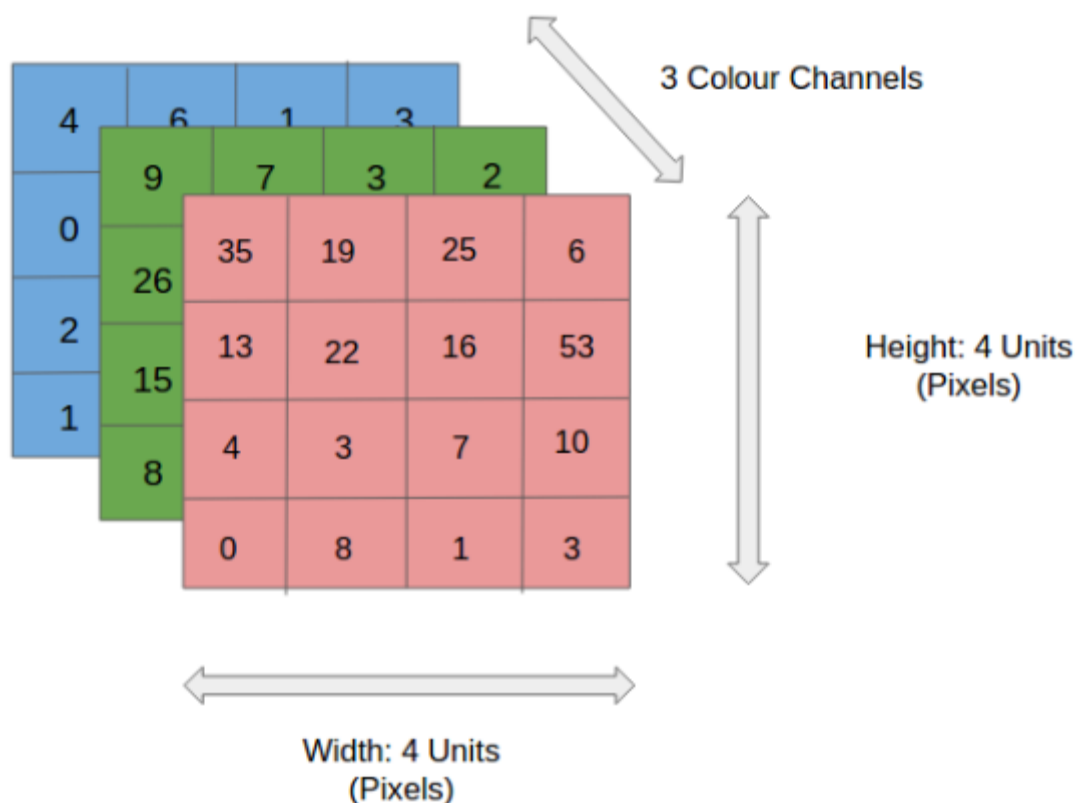 3 Colour Channels
4 6 1 3
0
2
1
9 7 3 2
26
15
8
35 19 25 6
13 22 16 53
4 3 7 10
0 8 1 3
Height: 4 Units
(Pixels)
Width: 4 Units
(Pixels)